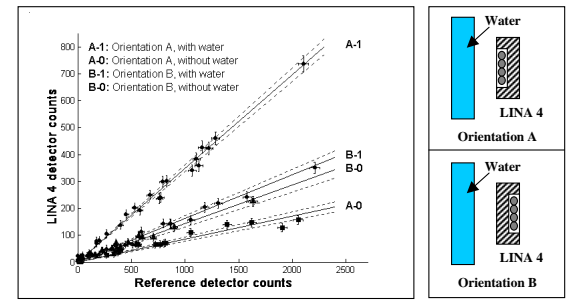 A-1: Orientation A, with water
A-0: Orientation A, without water
B-1: Orientation B, with water
B-0: Orientation B, without water
A-1
B-1
B-0
A-0
LINA 4 detector counts
800
700
600
500
400
300
200
100
0
0 500 1000 1500 2000 2500
Reference detector counts
Water
LINA 4
Orientation A
Water
LINA 4
Orientation B